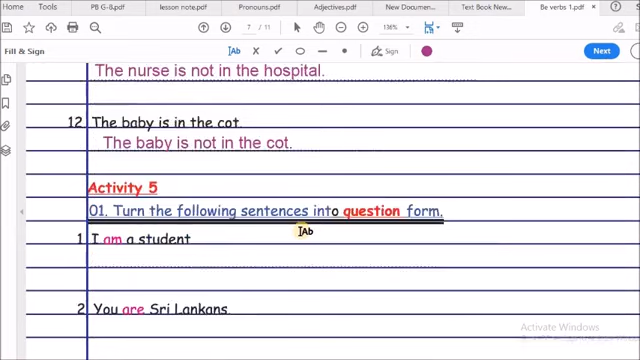 Home Tools PB G-8.pdf lesson note.pdf Pronouns.pdf Adjectives.pdf Text Book New Docu... Be verbs 1.pdf
7 / 11 136%
Fill & Sign Ab Sign Next
The nurse is not in the hospital.
12. The baby is in the cot.
The baby is not in the cot.
Activity 5
01. Turn the following sentences into question form.
Ab
1 I am a student
2 You are Sri Lankans.
Activate Windows